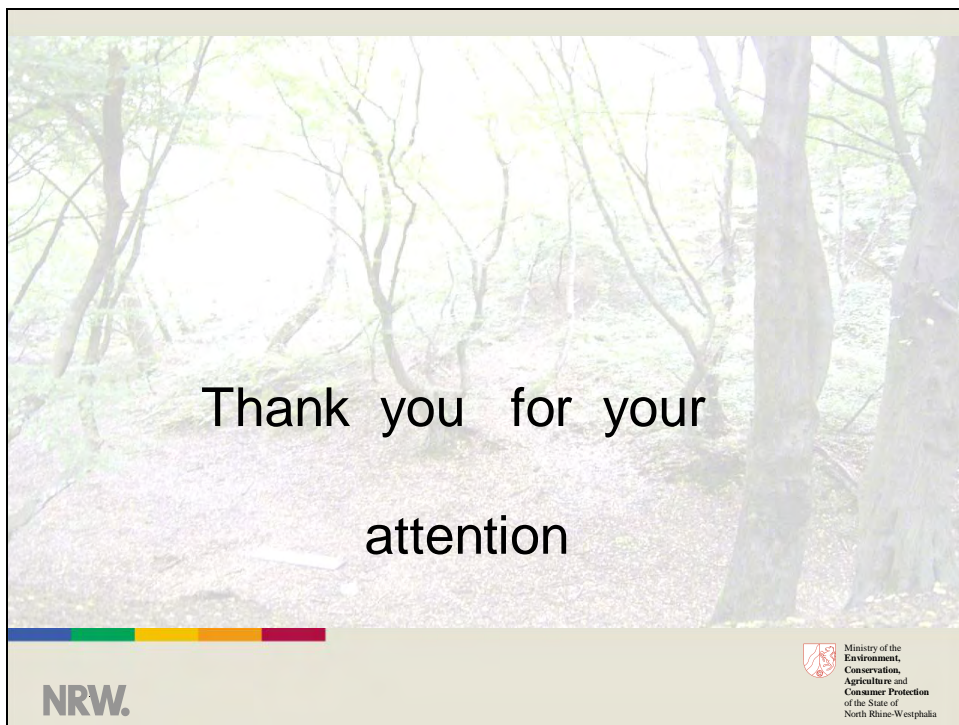 Thank you for your
attention
NRW.
Ministry of the
Environment,
Conservation,
Agriculture and
Consumer Protection
of the State of
North Rhine-Westphalia